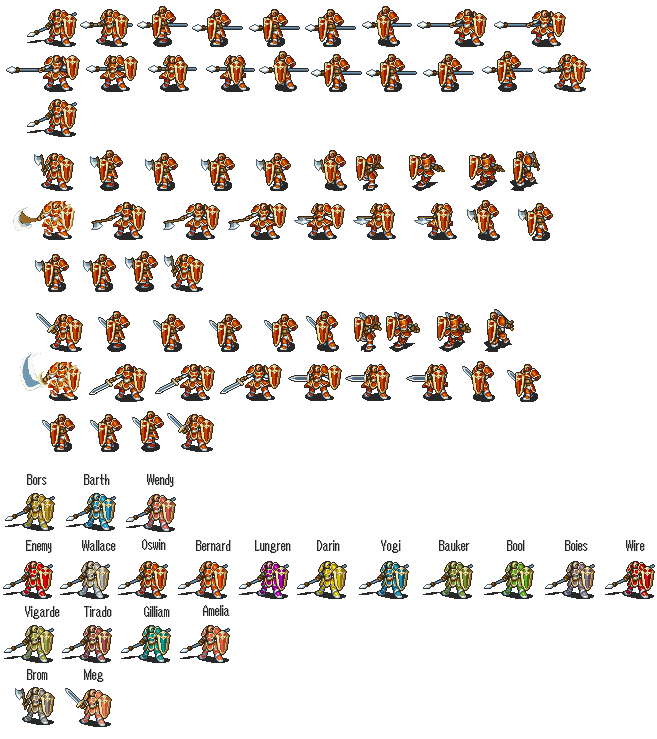 Bors Barth Wendy
Enemy Wallace Oswin Bernard Lungren Darin Yogi Bauker Bool Boies Wire
Vigarde Tirado Gilliam Amelia
Brom Meg